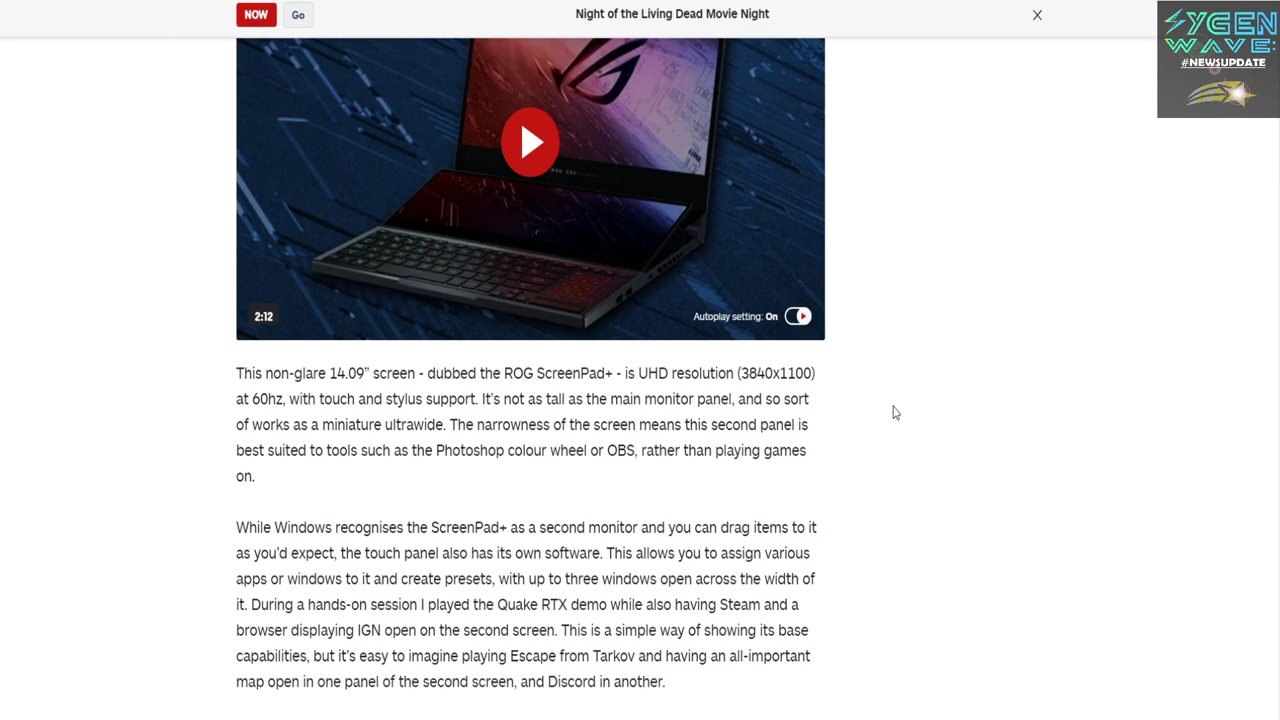 NOW
Go
Night of the Living Dead Movie Night
X
SYGEN
WAVE:
#NEWSUPDATE
2:12
Autoplay setting: On
This non-glare 14.09” screen - dubbed the ROG ScreenPad+ - is UHD resolution (3840x1100)
at 60hz, with touch and stylus support. It’s not as tall as the main monitor panel, and so sort
of works as a miniature ultrawide. The narrowness of the screen means this second panel is
best suited to tools such as the Photoshop colour wheel or OBS, rather than playing games
on.
While Windows recognises the ScreenPad+ as a second monitor and you can drag items to it
as you’d expect, the touch panel also has its own software. This allows you to assign various
apps or windows to it and create presets, with up to three windows open across the width of
it. During a hands-on session I played the Quake RTX demo while also having Steam and a
browser displaying IGN open on the second screen. This is a simple way of showing its base
capabilities, but it’s easy to imagine playing Escape from Tarkov and having an all-important
map open in one panel of the second screen, and Discord in another.